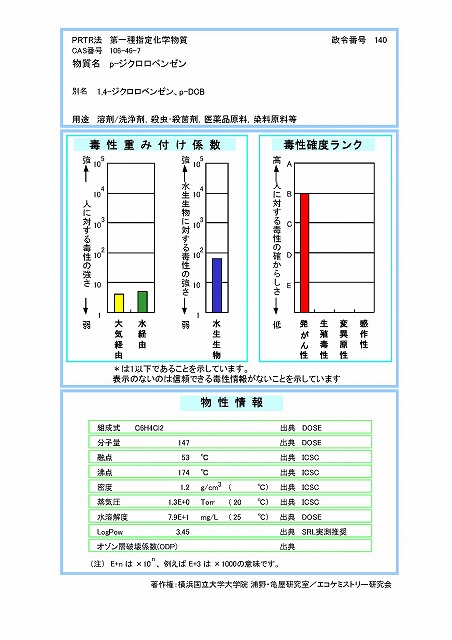 PRTR法 第一種指定化学物質 政令番号 140
CAS番号 106-46-7
物質名 p-ジクロロベンゼン
別名 1,4-ジクロロベンゼン、p-DCB
用途 溶剤/洗浄剤, 殺虫・殺菌剤, 医薬品原料, 染料原料等
毒性重み付け係数
強
人に対する毒性の強さ
弱
10^5
10^4
10^3
10^2
10
1
大気経由
水経由
強
水生生物に対する毒性の強さ
弱
10^5
10^4
10^3
10^2
10
1
水生生物
毒性確度ランク
高
人に対する毒性の確からしさ
低
A
B
C
D
E
発がん性
生殖毒性
変異原性
感作性
*は1以下であることを示しています。
表示のないのは信頼できる毒性情報がないことを示しています
物性情報
組成式 C6H4Cl2 出典 DOSE
分子量 147 出典 DOSE
融点 53 ℃ 出典 ICSC
沸点 174 ℃ 出典 ICSC
密度 1.2 g/cm³ ( ℃) 出典 ICSC
蒸気圧 1.3E+0 Torr (20 ℃) 出典 ICSC
水溶解度 7.9E+1 mg/L (25 ℃) 出典 DOSE
LogPow 3.45 出典 SRL実測推奨
オゾン層破壊係数(ODP) 出典
(注) E+n は ×10^n、例えば E+3 は ×1000の意味です。
著作権:横浜国立大学大学院 浦野・亀屋研究室/エコケミストリー研究会